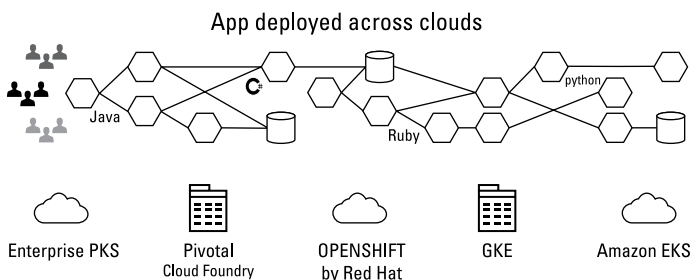 App deployed across clouds
Java
C#
Ruby
python
Enterprise PKS
Pivotal
Cloud Foundry
OPENSHIFT
by Red Hat
GKE
Amazon EKS